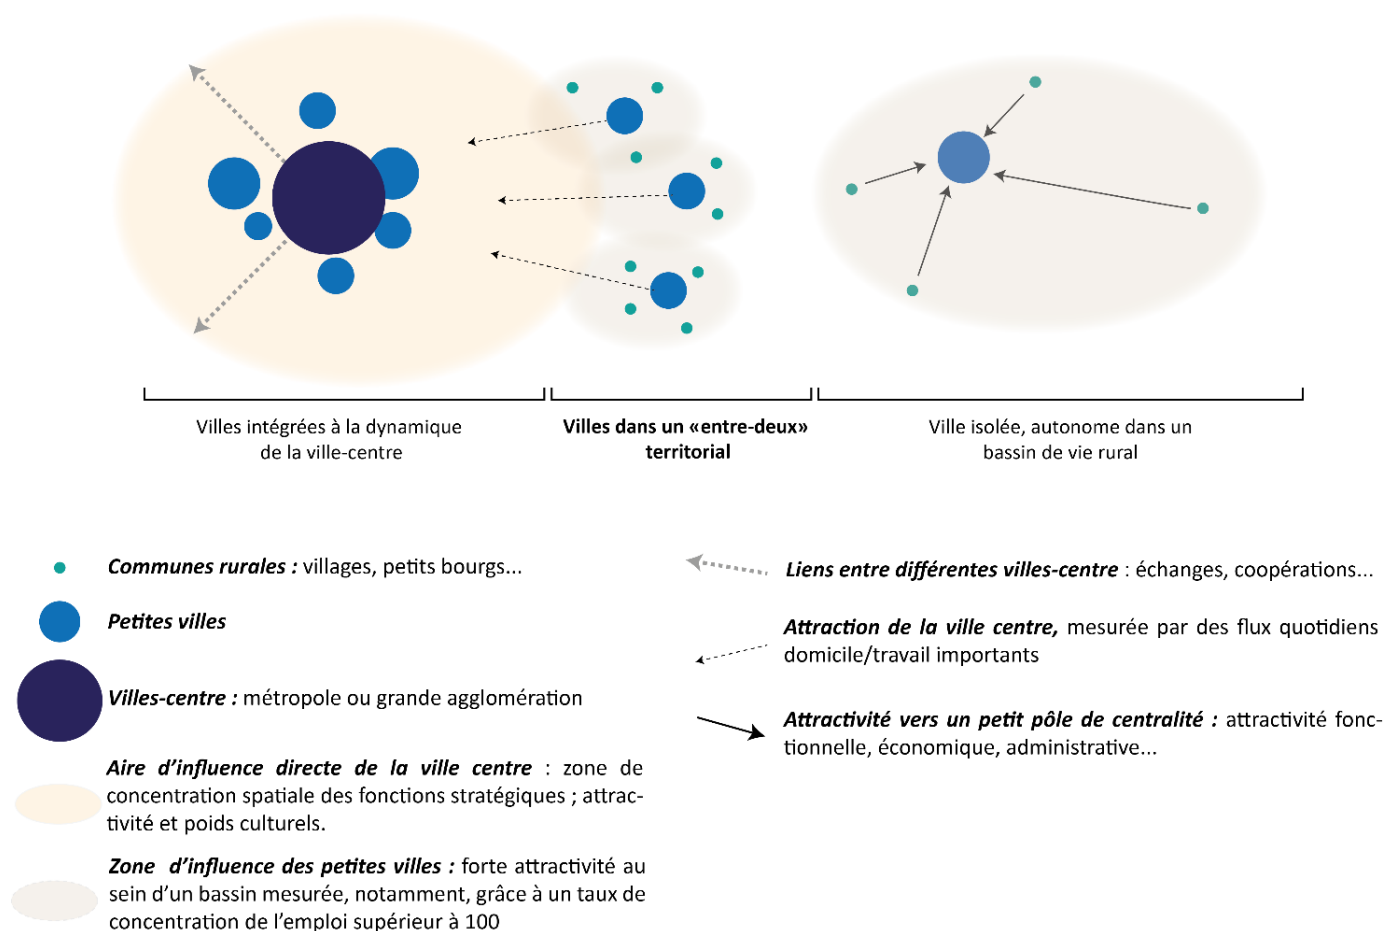 Villes intégrées à la dynamique
de la ville-centre
Villes dans un «entre-deux»
territorial
Ville isolée, autonome dans un
bassin de vie rural
Communes rurales : villages, petits bourgs...
Petites villes
Villes-centre : métropole ou grande agglomération
Aire d’influence directe de la ville centre : zone de
concentration spatiale des fonctions stratégiques ; attrac-
tivité et poids culturels.
Zone d’influence des petites villes : forte attractivité au
sein d’un bassin mesurée, notamment, grâce à un taux de
concentration de l’emploi supérieur à 100
Liens entre différentes villes-centre : échanges, coopérations...
Attraction de la ville centre, mesurée par des flux quotidiens
domicile/travail importants
Attractivité vers un petit pôle de centralité : attractivité fonc-
tionnelle, économique, administrative...